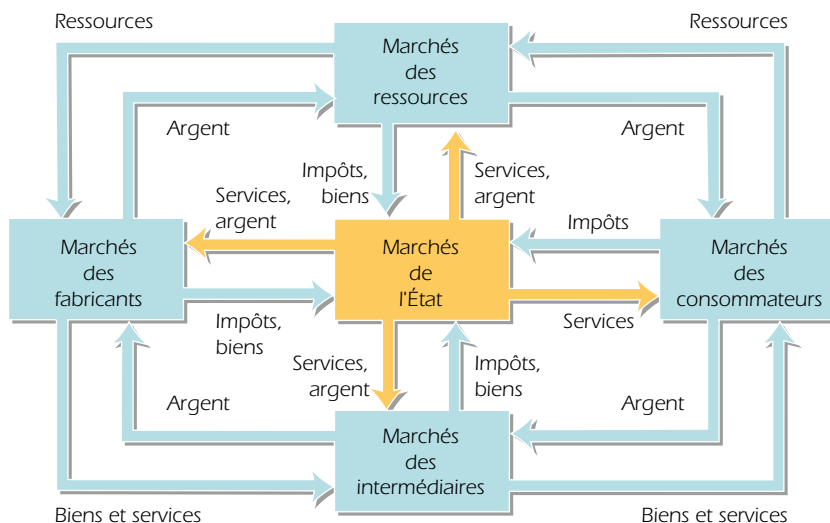 Ressources
Ressources
Marchés
des
ressources
Argent
Argent
Impôts,
biens
Services,
argent
Services,
argent
Impôts
Marchés
des
fabricants
Marchés
de
l'État
Marchés
des
consommateurs
Impôts,
biens
Services
Services,
argent
Impôts,
biens
Argent
Argent
Marchés
des
intermédiaires
Biens et services
Biens et services